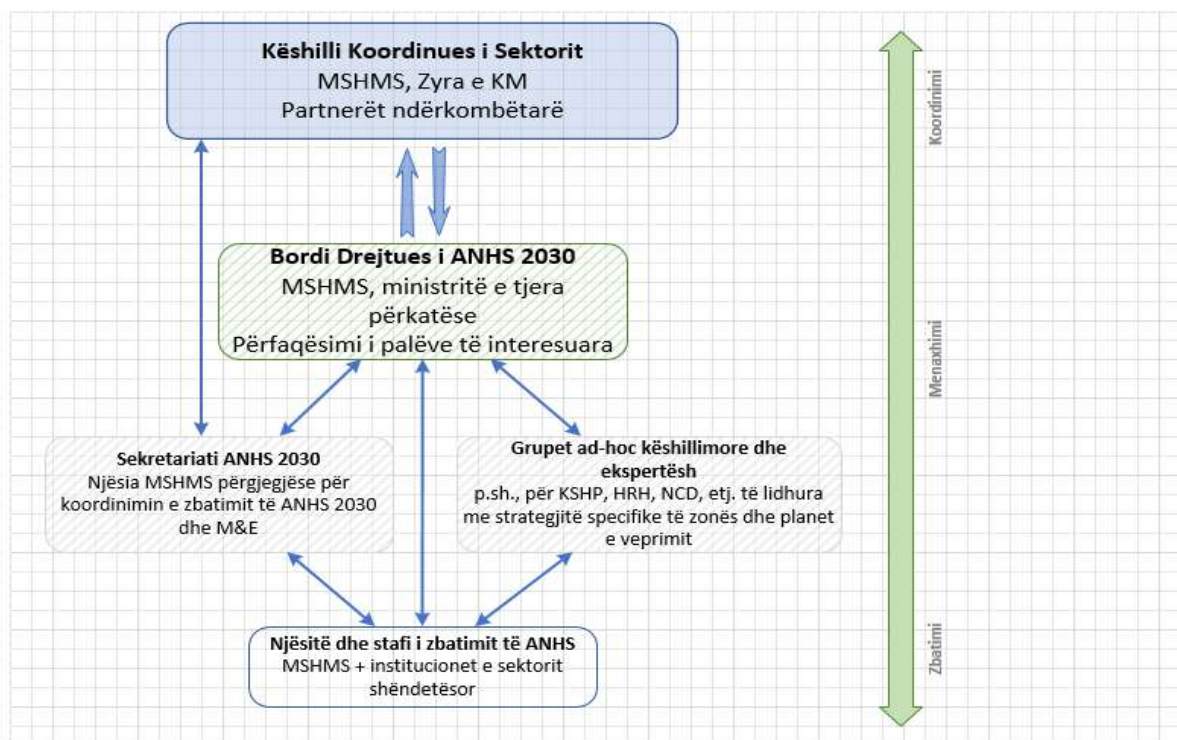 Këshilli Koordinues i Sektorit
MSHMS, Zyra e KM
Partnerët ndërkombëtarë
Koordinimi
Bordi Drejtues i ANHS 2030
MSHMS, ministritë e tjera
përkatëse
Përfaqësimi i palëve të interesuara
Menaxhimi
Sekretariati ANHS 2030
Njësia MSHMS përgjegjëse për
koordinimin e zbatimit të ANHS 2030
dhe M&E
Grupet ad-hoc këshillimore dhe
ekspertësh
p.sh., për KSHP, HRH, NCD, etj. të lidhura
me strategjitë specifike të zonës dhe planet
e veprimit
Njësitë dhe stafi i zbatimit të ANHS
MSHMS + institucionet e sektorit
shëndetësor
Zbatimi